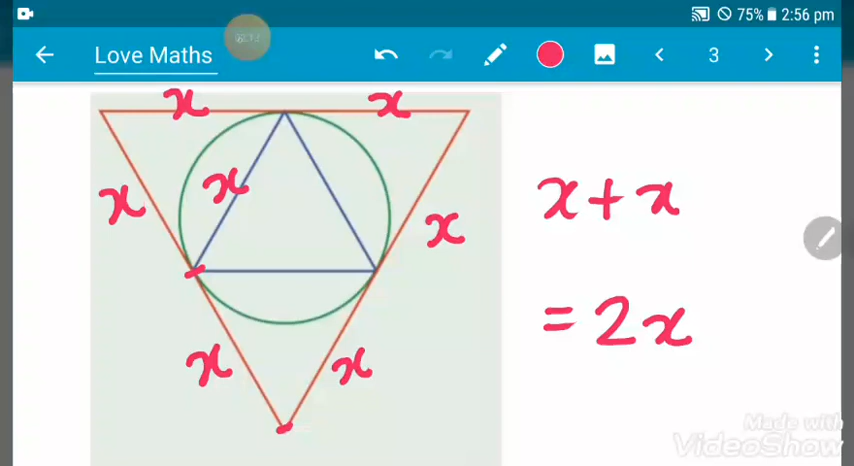 75% 2:56 pm
Love Maths
3
x x
x x x
x + x
= 2x
x x
Made with
VideoShow